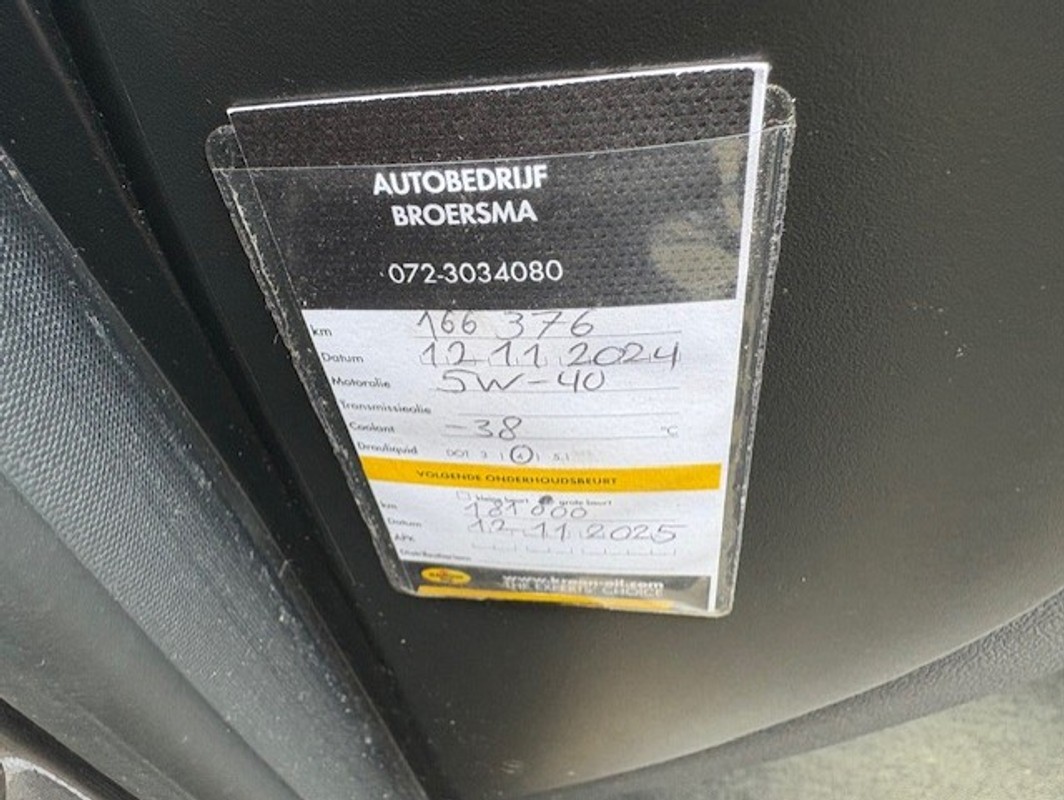 AUTOBEDRIJF
BROERSMA
072-3034080
km 166 376
Datum 12 11 2024
Motorolie 5W-40
Transmissieolie
Coolant -38 °C
DOT 3 | 4 | 5.1
VOLGENDE ONDERHOUDSBEURT
kleine beurt grote beurt
km 181 000
Datum 12 11 2025
APK
Distributieriem
www.kroon-oil.com
THE EXPERTS' CHOICE